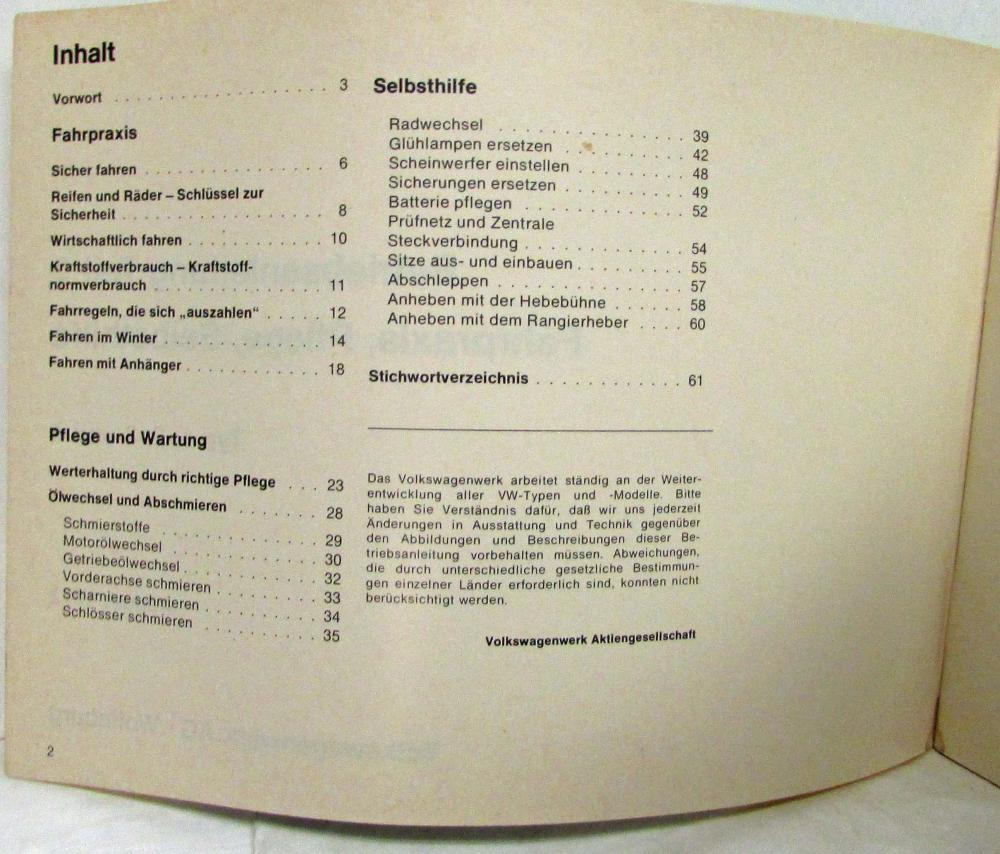 Inhalt
Vorwort . . . . . . . . . . . . . . . . . . . 3
Fahrpraxis
Sicher fahren . . . . . . . . . . . . . . . . 6
Reifen und Räder – Schlüssel zur
Sicherheit . . . . . . . . . . . . . . . . . . 8
Wirtschaftlich fahren . . . . . . . . . . . . 10
Kraftstoffverbrauch – Kraftstoff-
normverbrauch . . . . . . . . . . . . . . . 11
Fahrregeln, die sich „auszahlen“ . . . . . . 12
Fahren im Winter . . . . . . . . . . . . . . 14
Fahren mit Anhänger . . . . . . . . . . . . 18
Pflege und Wartung
Werterhaltung durch richtige Pflege . . . 23
Ölwechsel und Abschmieren . . . . . . . 28
Schmierstoffe . . . . . . . . . . . . . . 29
Motorölwechsel . . . . . . . . . . . . . 30
Getriebeölwechsel . . . . . . . . . . . . 32
Vorderachse schmieren . . . . . . . . . 33
Scharniere schmieren . . . . . . . . . . 34
Schlösser schmieren . . . . . . . . . . 35
2
Selbsthilfe
Radwechsel . . . . . . . . . . . . . . . . 39
Glühlampen ersetzen . . . . . . . . . . 42
Scheinwerfer einstellen . . . . . . . . . 48
Sicherungen ersetzen . . . . . . . . . . 49
Batterie pflegen . . . . . . . . . . . . . 52
Prüfnetz und Zentrale
Steckverbindung . . . . . . . . . . . . . 54
Sitze aus- und einbauen . . . . . . . . . 55
Abschleppen . . . . . . . . . . . . . . . 57
Anheben mit der Hebebühne . . . . . . 58
Anheben mit dem Rangierheber . . . . 60
Stichwortverzeichnis . . . . . . . . . . . . 61
Das Volkswagenwerk arbeitet ständig an der Weiter-
entwicklung aller VW-Typen und -Modelle. Bitte
haben Sie Verständnis dafür, daß wir uns jederzeit
Änderungen in Ausstattung und Technik gegenüber
den Abbildungen und Beschreibungen dieser Be-
triebsanleitung vorbehalten müssen. Abweichungen,
die durch unterschiedliche gesetzliche Bestimmun-
gen einzelner Länder erforderlich sind, konnten nicht
berücksichtigt werden.
Volkswagenwerk Aktiengesellschaft